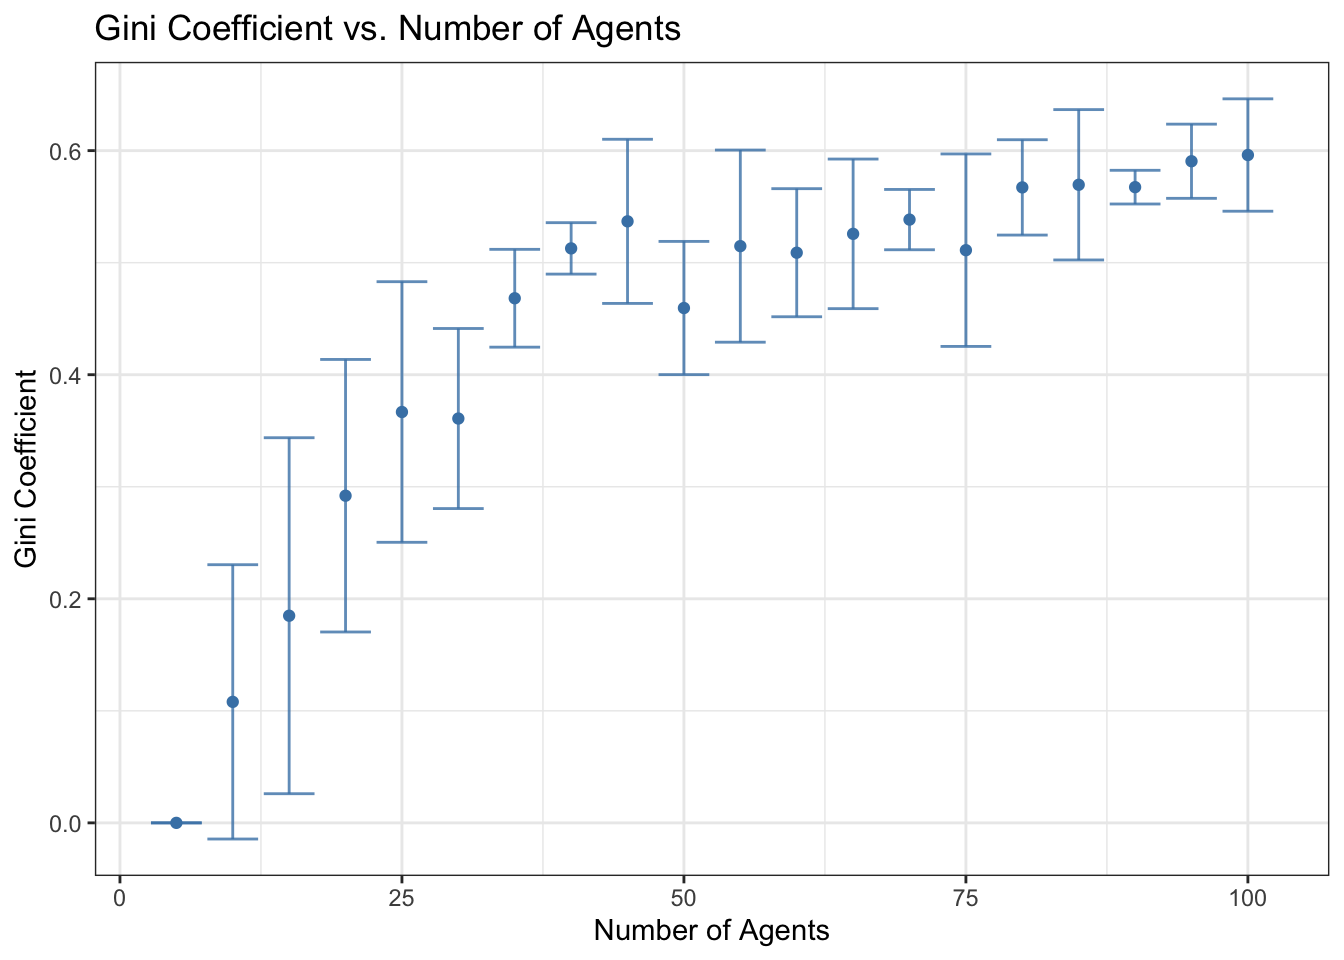 Gini Coefficient vs. Number of Agents
Gini Coefficient
0.6
0.4
0.2
0.0
0 25 50 75 100
Number of Agents